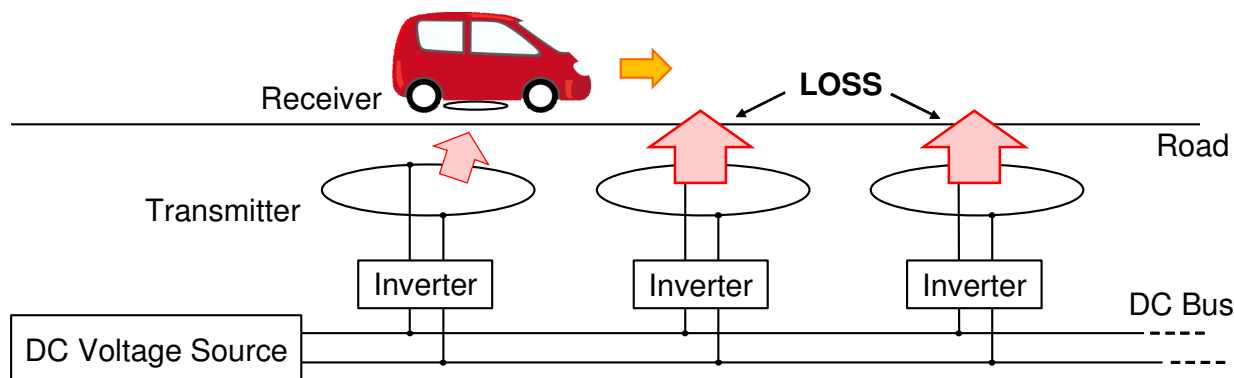 LOSS
Receiver
Road
Transmitter
Inverter
Inverter
Inverter
DC Bus
DC Voltage Source